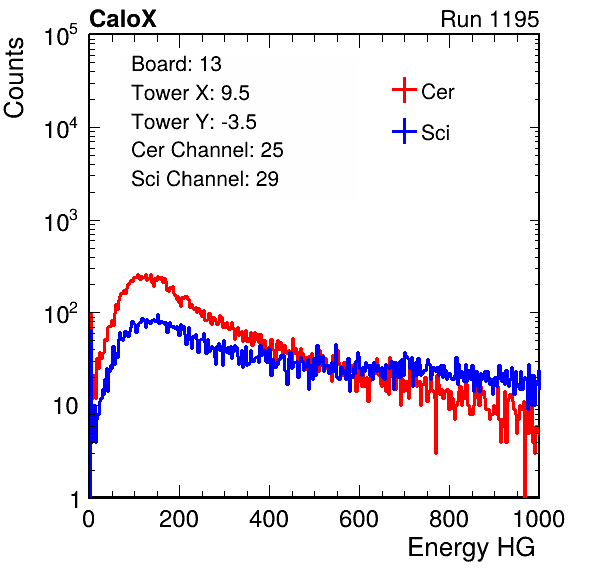 CaloX Run 1195
Counts
10^5
10^4
10^3
10^2
10
1
Board: 13
Tower X: 9.5
Tower Y: -3.5
Cer Channel: 25
Sci Channel: 29
Cer
Sci
0 200 400 600 800 1000
Energy HG